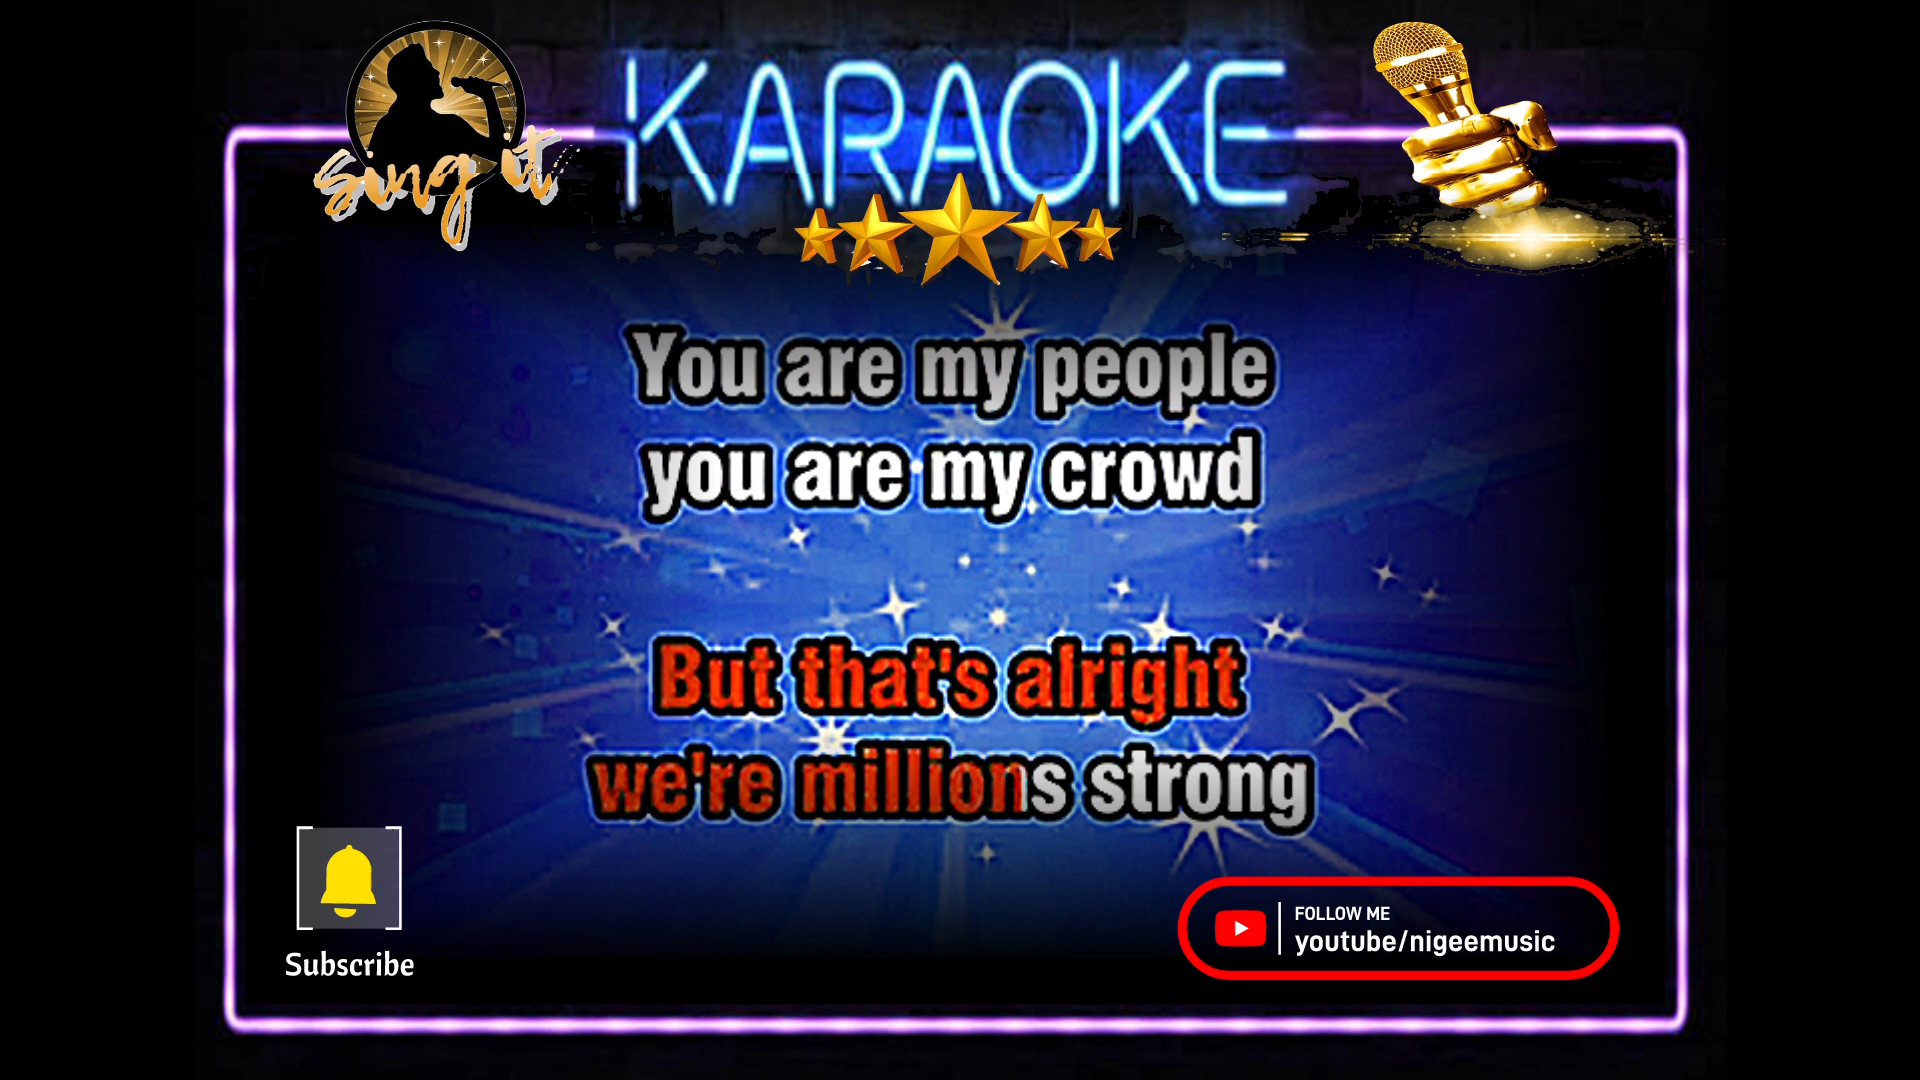 sing it
KARAOKE
You are my people
you are my crowd
But that's alright
we're millions strong
Subscribe
FOLLOW ME
youtube/nigeemusic